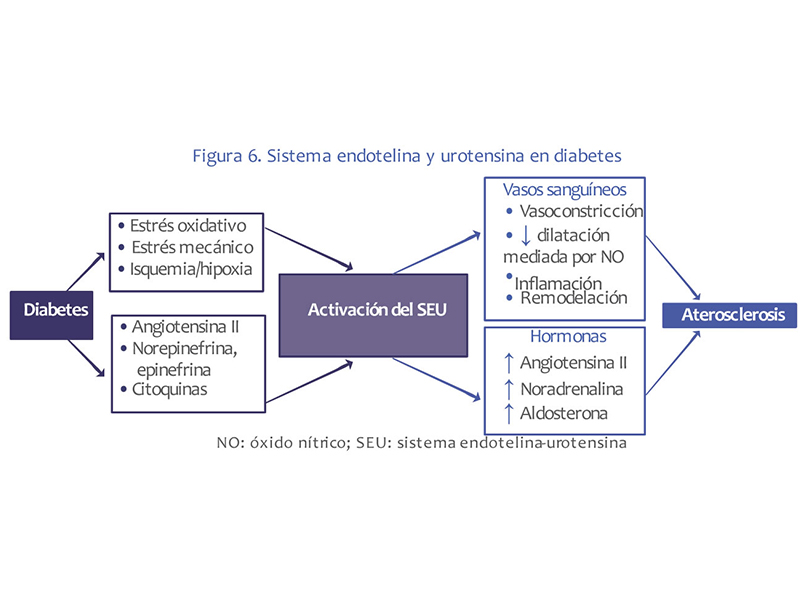 Figura 6. Sistema endotelina y urotensina en diabetes
Diabetes
• Estrés oxidativo
• Estrés mecánico
• Isquemia/hipoxia
• Angiotensina II
• Norepinefrina,
epinefrina
• Citoquinas
Activación del SEU
Vasos sanguíneos
• Vasoconstricción
• ↓ dilatación
mediada por NO
• Inflamación
• Remodelación
Hormonas
↑ Angiotensina II
↑ Noradrenalina
↑ Aldosterona
Aterosclerosis
NO: óxido nítrico; SEU: sistema endotelina-urotensina